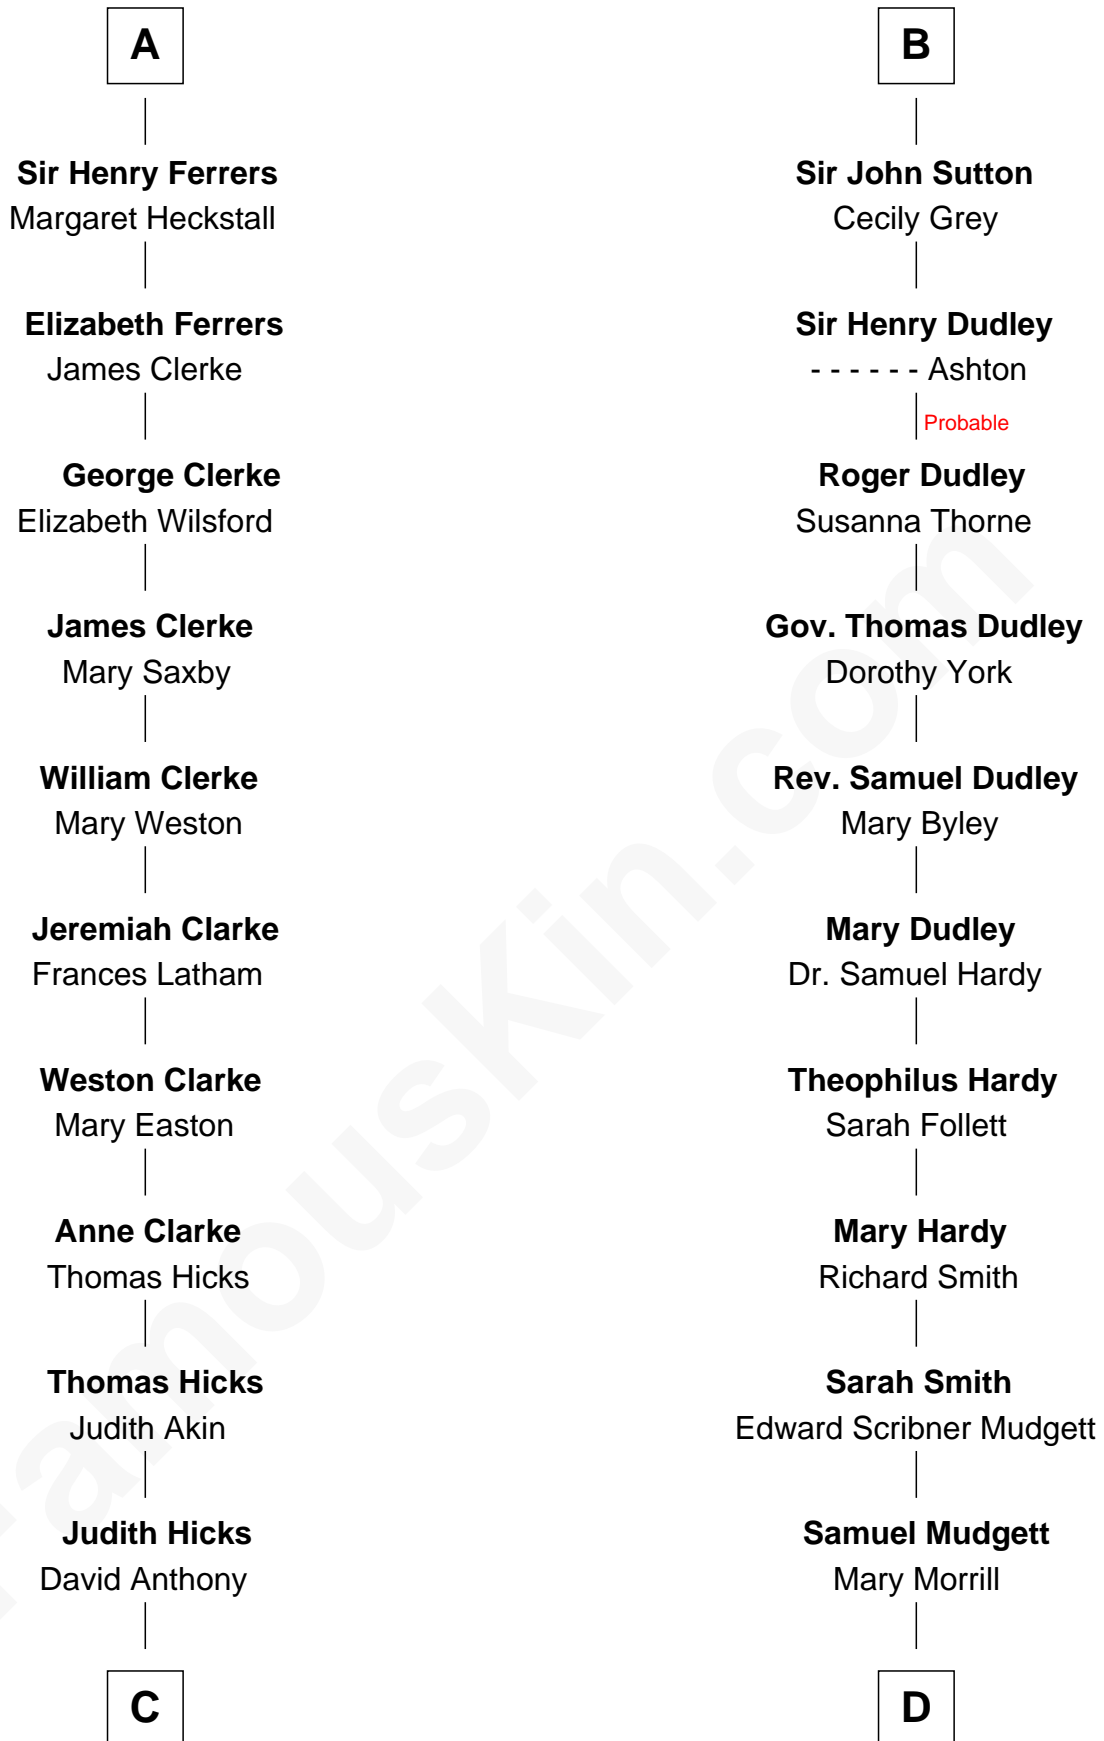 A
Sir Henry Ferrers
Margaret Heckstall
Elizabeth Ferrers
James Clerke
George Clerke
Elizabeth Wilsford
James Clerke
Mary Saxby
William Clerke
Mary Weston
Jeremiah Clarke
Frances Latham
Weston Clarke
Mary Easton
Anne Clarke
Thomas Hicks
Thomas Hicks
Judith Akin
Judith Hicks
David Anthony
C
B
Sir John Sutton
Cecily Grey
Sir Henry Dudley
- - - - - - Ashton
Probable
Roger Dudley
Susanna Thorne
Gov. Thomas Dudley
Dorothy York
Rev. Samuel Dudley
Mary Byley
Mary Dudley
Dr. Samuel Hardy
Theophilus Hardy
Sarah Follett
Mary Hardy
Richard Smith
Sarah Smith
Edward Scribner Mudgett
Samuel Mudgett
Mary Morrill
D
FamousKin.com